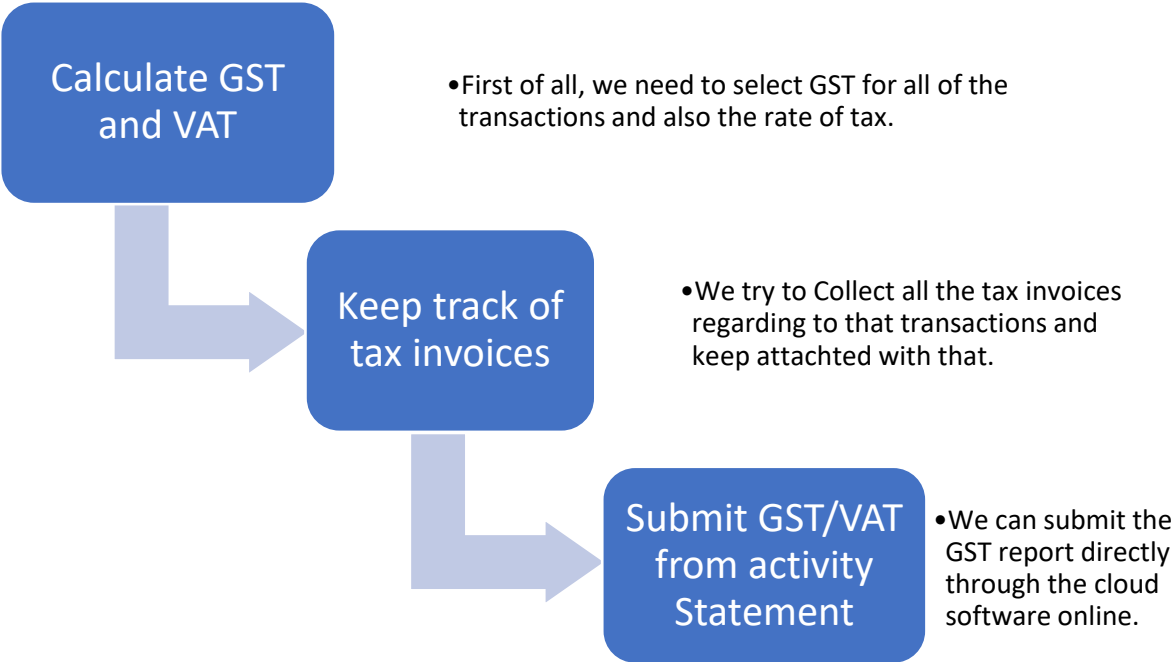 Calculate GST
and VAT
•First of all, we need to select GST for all of the
transactions and also the rate of tax.
Keep track of
tax invoices
•We try to Collect all the tax invoices
regarding to that transactions and
keep attachted with that.
Submit GST/VAT
from activity
Statement
•We can submit the
GST report directly
through the cloud
software online.